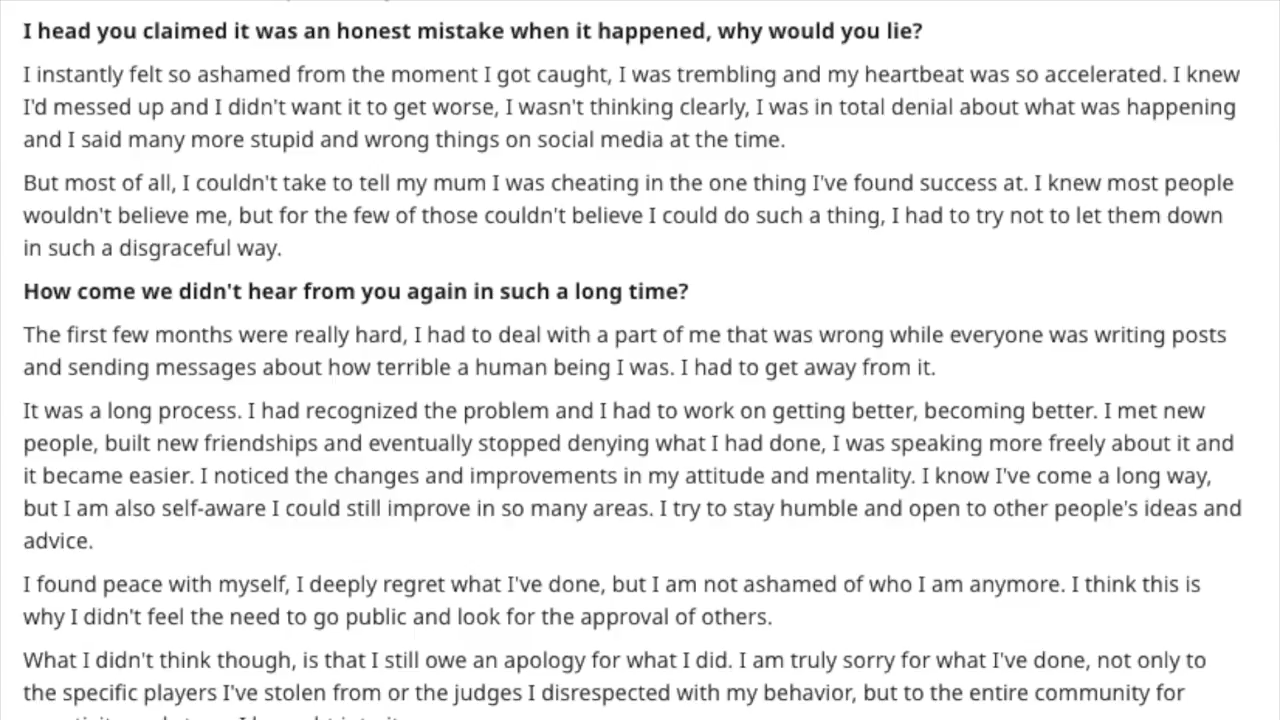 I head you claimed it was an honest mistake when it happened, why would you lie?
I instantly felt so ashamed from the moment I got caught, I was trembling and my heartbeat was so accelerated. I knew
I'd messed up and I didn't want it to get worse, I wasn't thinking clearly, I was in total denial about what was happening
and I said many more stupid and wrong things on social media at the time.
But most of all, I couldn't take to tell my mum I was cheating in the one thing I've found success at. I knew most people
wouldn't believe me, but for the few of those couldn't believe I could do such a thing, I had to try not to let them down
in such a disgraceful way.
How come we didn't hear from you again in such a long time?
The first few months were really hard, I had to deal with a part of me that was wrong while everyone was writing posts
and sending messages about how terrible a human being I was. I had to get away from it.
It was a long process. I had recognized the problem and I had to work on getting better, becoming better. I met new
people, built new friendships and eventually stopped denying what I had done, I was speaking more freely about it and
it became easier. I noticed the changes and improvements in my attitude and mentality. I know I've come a long way,
but I am also self-aware I could still improve in so many areas. I try to stay humble and open to other people's ideas and
advice.
I found peace with myself, I deeply regret what I've done, but I am not ashamed of who I am anymore. I think this is
why I didn't feel the need to go public and look for the approval of others.
What I didn't think though, is that I still owe an apology for what I did. I am truly sorry for what I've done, not only to
the specific players I've stolen from or the judges I disrespected with my behavior, but to the entire community for